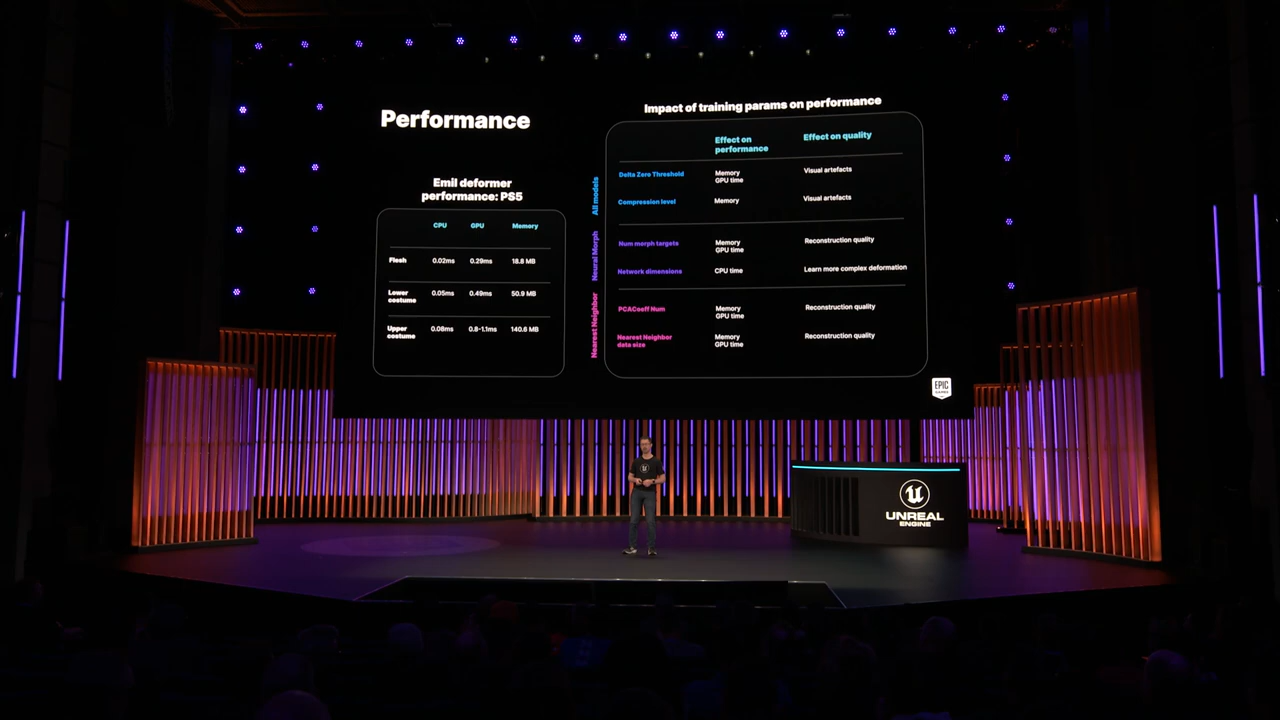 Performance
Emil deformer
performance: PS5
CPU GPU Memory
Flesh 0.02ms 0.29ms 18.8 MB
Lower
costume 0.05ms 0.49ms 50.9 MB
Upper
costume 0.08ms 0.8-1.1ms 140.6 MB
Impact of training params on performance
Effect on
performance
Effect on quality
All models
Delta Zero Threshold
Memory
GPU time
Visual artefacts
Compression level
Memory
Visual artefacts
Neural Morph
Num morph targets
Memory
GPU time
Reconstruction quality
Network dimensions
CPU time
Learn more complex deformation
Nearest Neighbor
PCACoeff Num
Memory
GPU time
Reconstruction quality
Nearest Neighbor
data size
Memory
GPU time
Reconstruction quality
EPIC
GAMES
UNREAL
ENGINE